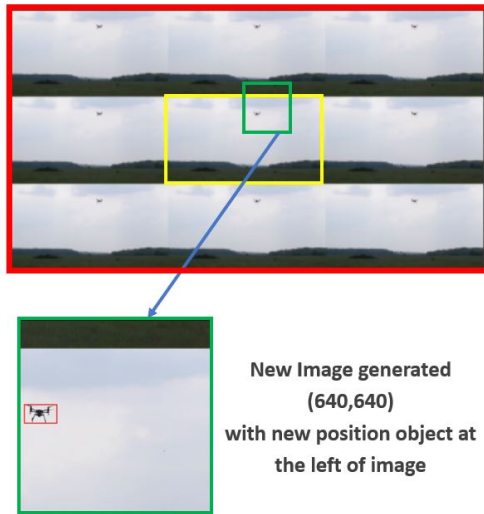 New Image generated
(640,640)
with new position object at
the left of image